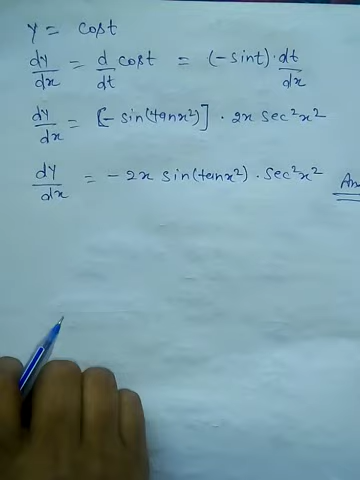 y = cost
dy/dx = d/dt cost = (-sint) · dt/dx
dy/dx = [- sin(tanx²)] · 2x sec²x²
dy/dx = - 2x sin(tanx²) · sec²x² An